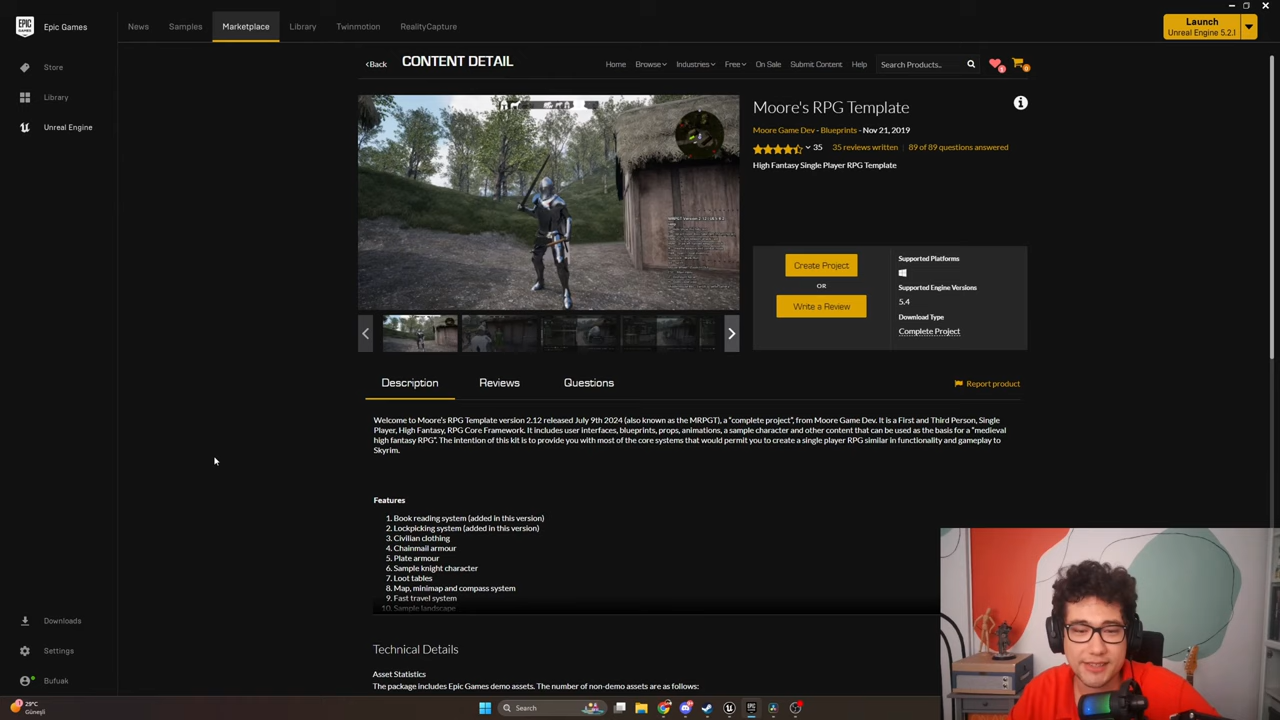 EPIC GAMES
Epic Games
News
Samples
Marketplace
Library
Twinmotion
RealityCapture
Launch
Unreal Engine 5.2.1
Store
Library
Unreal Engine
Back
CONTENT DETAIL
Home
Browse
Industries
Free
On Sale
Submit Content
Help
Search Products..
1
0
Moore's RPG Template
Moore Game Dev - Blueprints - Nov 21, 2019
35
35 reviews written
89 of 89 questions answered
High Fantasy Single Player RPG Template
Create Project
OR
Write a Review
Supported Platforms
Supported Engine Versions
5.4
Download Type
Complete Project
Description
Reviews
Questions
Report product
Welcome to Moore's RPG Template version 2.12 released July 9th 2024 (also known as the MRPGT), a "complete project", from Moore Game Dev. It is a First and Third Person, Single
Player, High Fantasy, RPG Core Framework. It includes user interfaces, blueprints, props, animations, a sample character and other content that can be used as the basis for a "medieval
high fantasy RPG". The intention of this kit is to provide you with most of the core systems that would permit you to create a single player RPG similar in functionality and gameplay to
Skyrim.
Features
1. Book reading system (added in this version)
2. Lockpicking system (added in this version)
3. Civilian clothing
4. Chainmail armour
5. Plate armour
6. Sample knight character
7. Loot tables
8. Map, minimap and compass system
9. Fast travel system
10. Sample landscape
Technical Details
Asset Statistics
The package includes Epic Games demo assets. The number of non-demo assets are as follows:
Downloads
Settings
Bufuak
1
29°C
Güneşli
Search